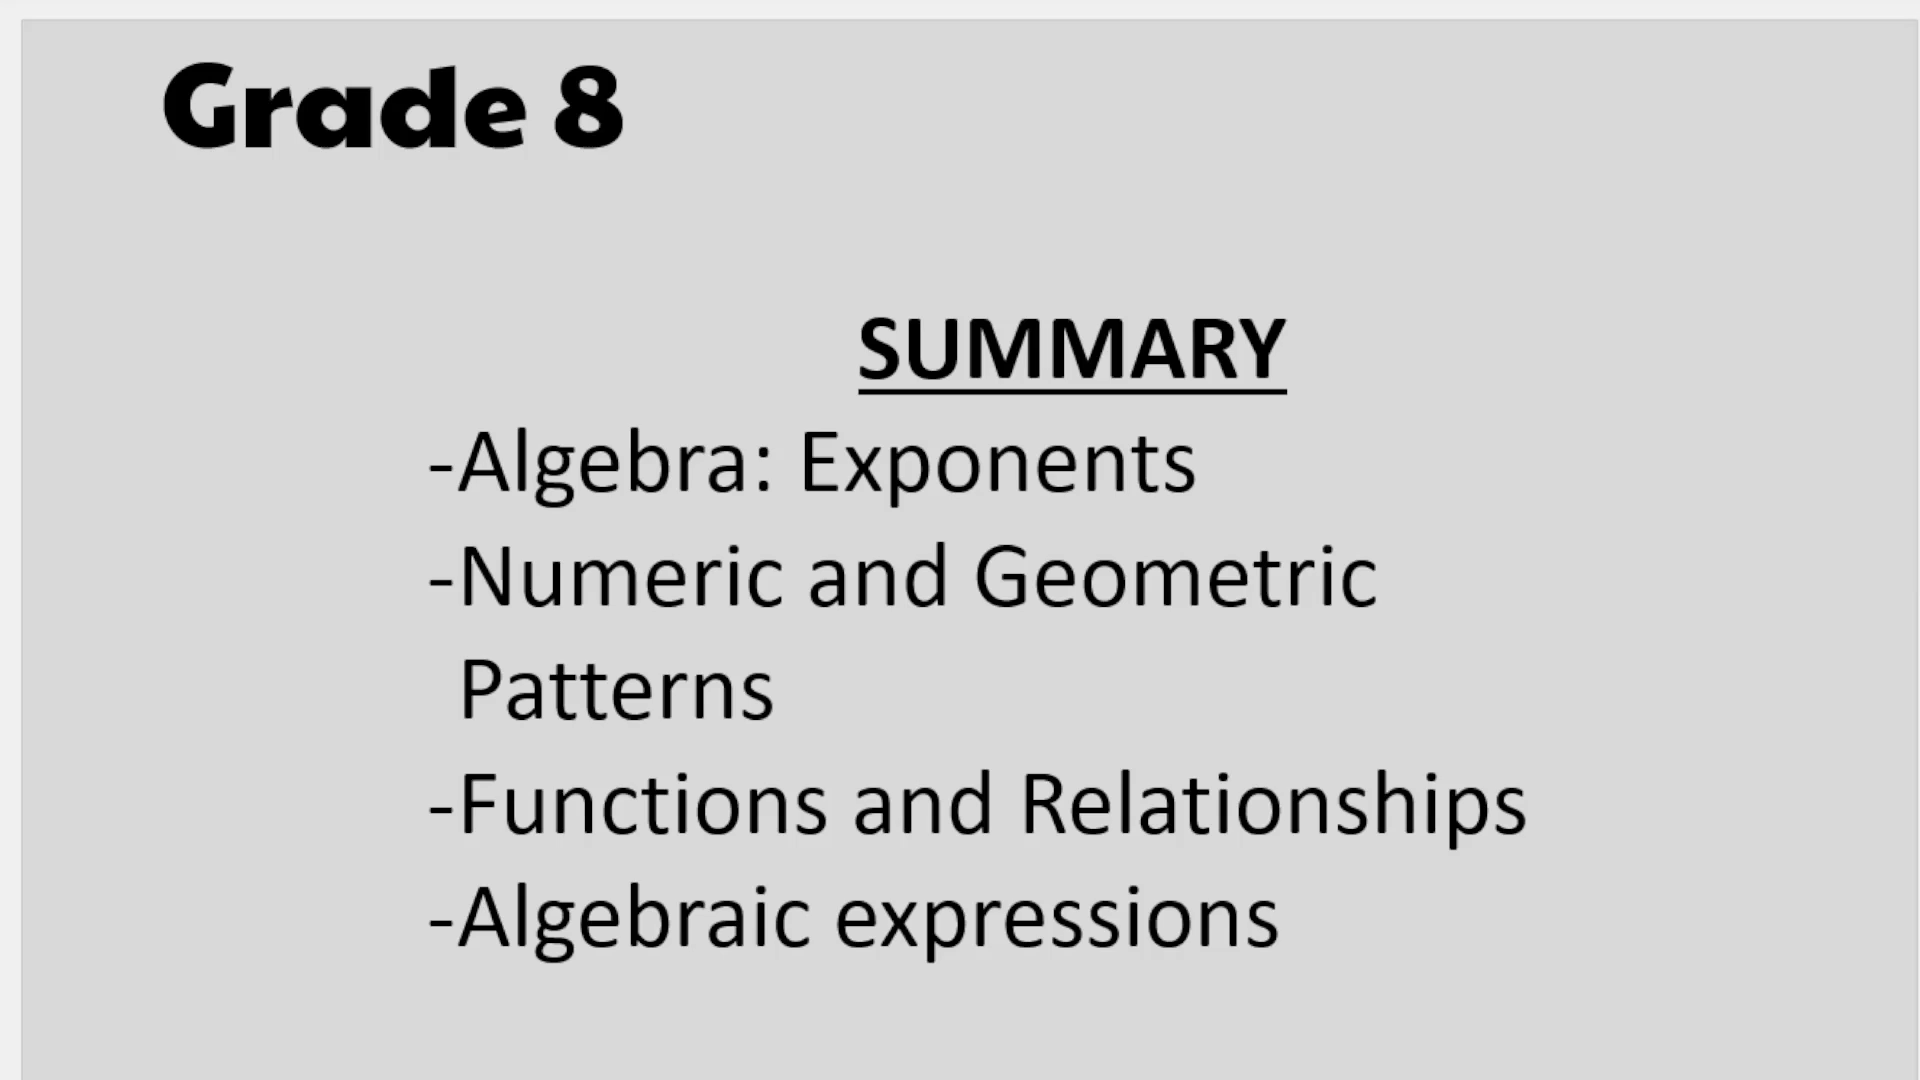 Grade 8
SUMMARY
-Algebra: Exponents
-Numeric and Geometric
Patterns
-Functions and Relationships
-Algebraic expressions